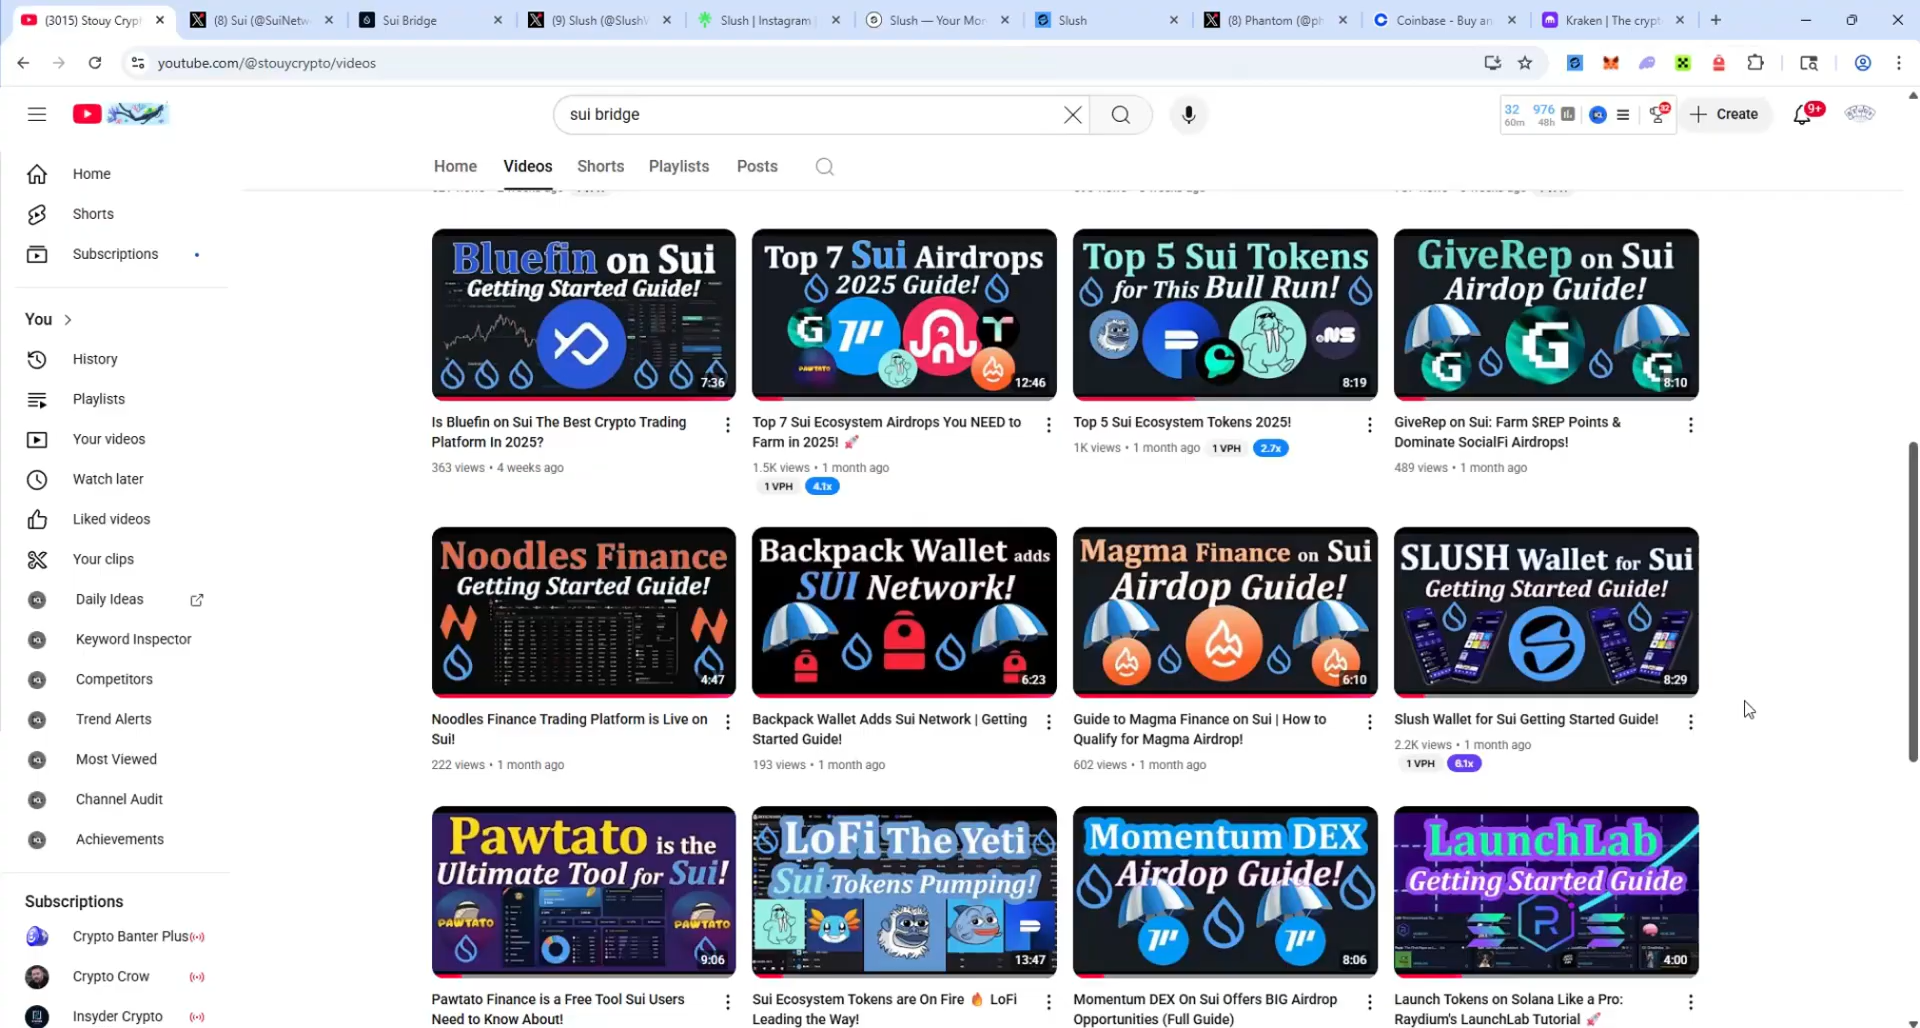 (3015) Stouy Crypt
(8) Sui (@SuiNetw
Sui Bridge
(9) Slush (@SlushW
Slush | Instagram
Slush — Your Mon
Slush
(8) Phantom (@ph
Coinbase - Buy an
Kraken | The crypt
youtube.com/@stouycrypto/videos
sui bridge
32 976
60m 48h
Create
9+
Home
Videos
Shorts
Playlists
Posts
Home
Shorts
Subscriptions
You
History
Playlists
Your videos
Watch later
Liked videos
Your clips
Daily Ideas
Keyword Inspector
Competitors
Trend Alerts
Most Viewed
Channel Audit
Achievements
Subscriptions
Crypto Banter Plus
Crypto Crow
Insyder Crypto
Bluefin on Sui
Getting Started Guide!
7:36
Is Bluefin on Sui The Best Crypto Trading
Platform In 2025?
363 views • 4 weeks ago
Top 7 Sui Airdrops
2025 Guide!
PAWTATO
12:46
Top 7 Sui Ecosystem Airdrops You NEED to
Farm in 2025! 🚀
1.5K views • 1 month ago
1 VPH 4.1x
Top 5 Sui Tokens
for This Bull Run!
.NS
8:19
Top 5 Sui Ecosystem Tokens 2025!
1K views • 1 month ago 1 VPH 2.7x
GiveRep on Sui
Airdop Guide!
G
8:10
GiveRep on Sui: Farm $REP Points &
Dominate SocialFi Airdrops!
489 views • 1 month ago
Noodles Finance
Getting Started Guide!
4:47
Noodles Finance Trading Platform is Live on
Sui!
222 views • 1 month ago
Backpack Wallet adds
SUI Network!
6:23
Backpack Wallet Adds Sui Network | Getting
Started Guide!
193 views • 1 month ago
Magma Finance on Sui
Airdop Guide!
6:10
Guide to Magma Finance on Sui | How to
Qualify for Magma Airdrop!
602 views • 1 month ago
SLUSH Wallet for Sui
Getting Started Guide!
8:29
Slush Wallet for Sui Getting Started Guide!
2.2K views • 1 month ago
1 VPH 6.1x
Pawtato is the
Ultimate Tool for Sui!
PAWTATO
PAWTATO
9:06
Pawtato Finance is a Free Tool Sui Users
Need to Know About!
LoFi The Yeti
Sui Tokens Pumping!
13:47
Sui Ecosystem Tokens are On Fire 🔥 LoFi
Leading the Way!
Momentum DEX
Airdop Guide!
8:06
Momentum DEX On Sui Offers BIG Airdrop
Opportunities (Full Guide)
LaunchLab
Getting Started Guide
4:00
Launch Tokens on Solana Like a Pro:
Raydium's LaunchLab Tutorial 🚀